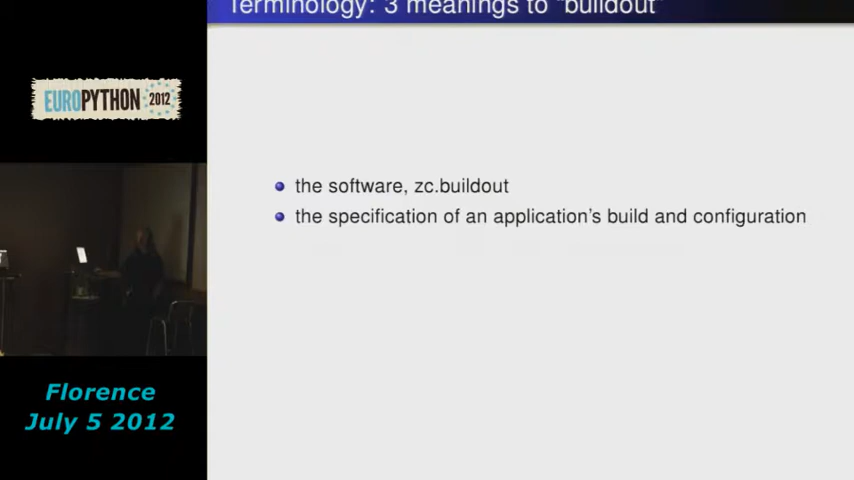 Terminology: 3 meanings to "buildout"
EUROPYTHON 2012
the software, zc.buildout
the specification of an application's build and configuration
Florence
July 5 2012